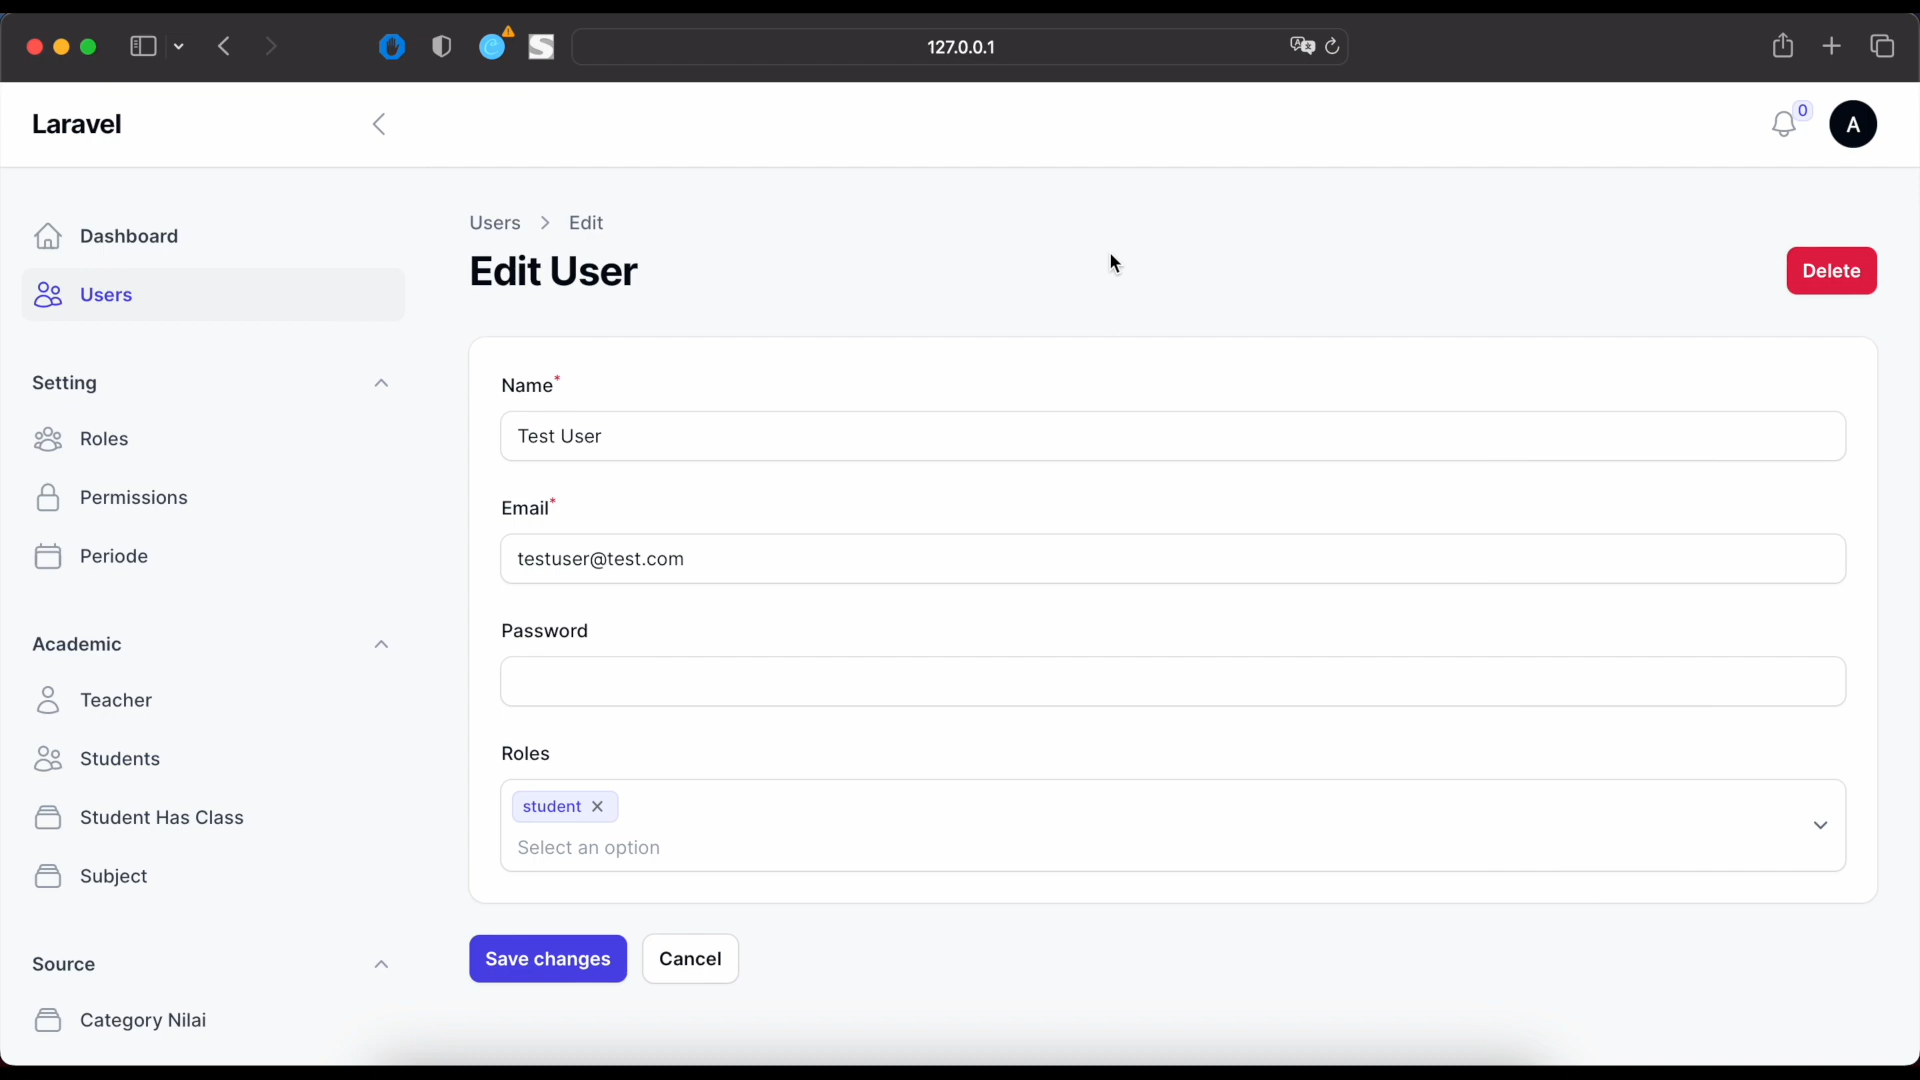 127.0.0.1
Laravel
0
A
Dashboard
Users
Setting
Roles
Permissions
Periode
Academic
Teacher
Students
Student Has Class
Subject
Source
Category Nilai
Users > Edit
Edit User
Delete
Name*
Test User
Email*
testuser@test.com
Password
Roles
student
Select an option
Save changes
Cancel